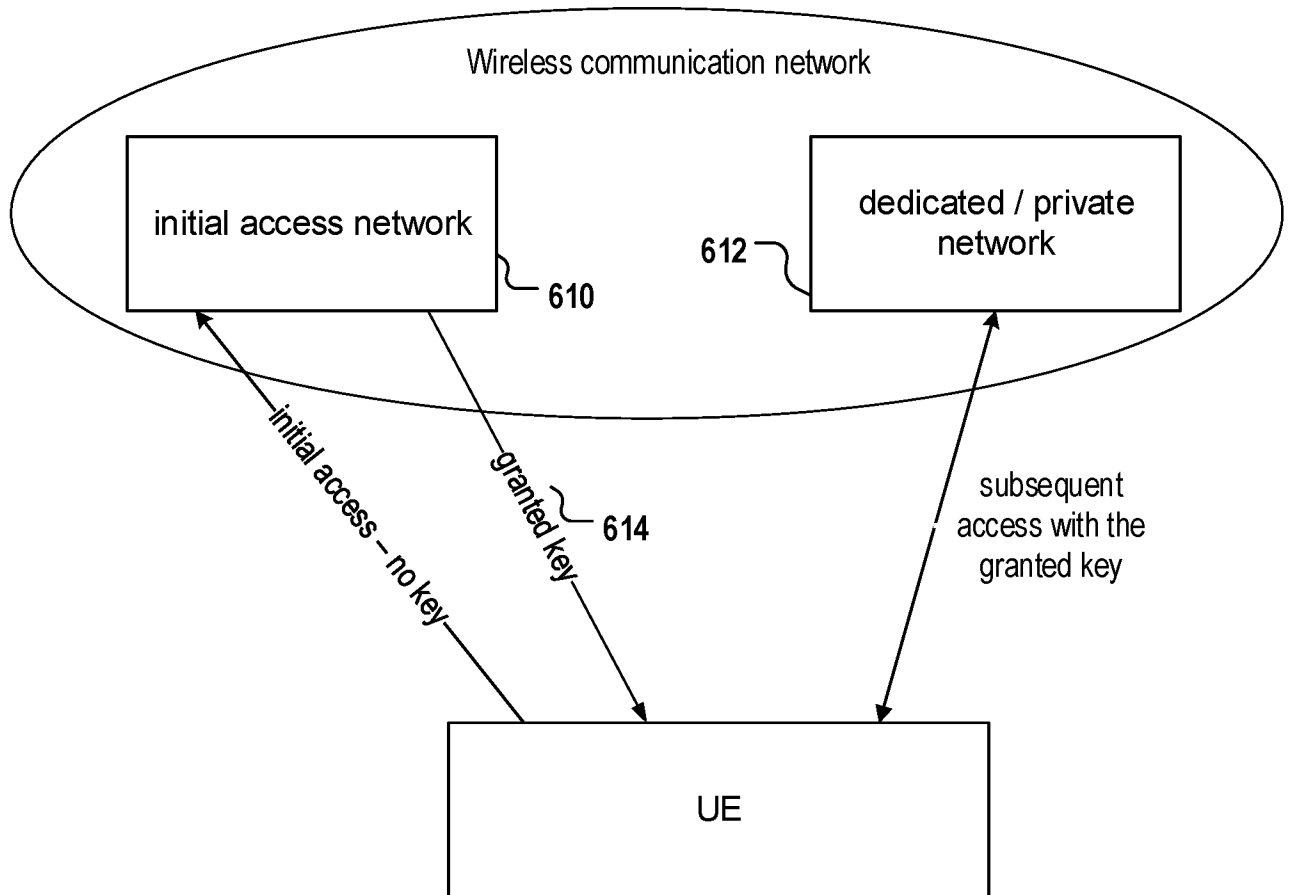 Wireless communication network
initial access network
dedicated / private
network
612
610
initial access – no key
granted key
614
subsequent
access with the
granted key
UE